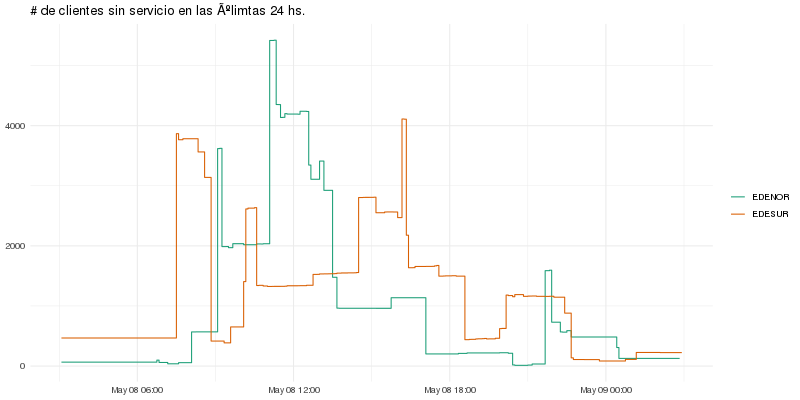 # de clientes sin servicio en las Ãºlimtas 24 hs.
4000
2000
0
May 08 06:00
May 08 12:00
May 08 18:00
May 09 00:00
EDENOR
EDESUR